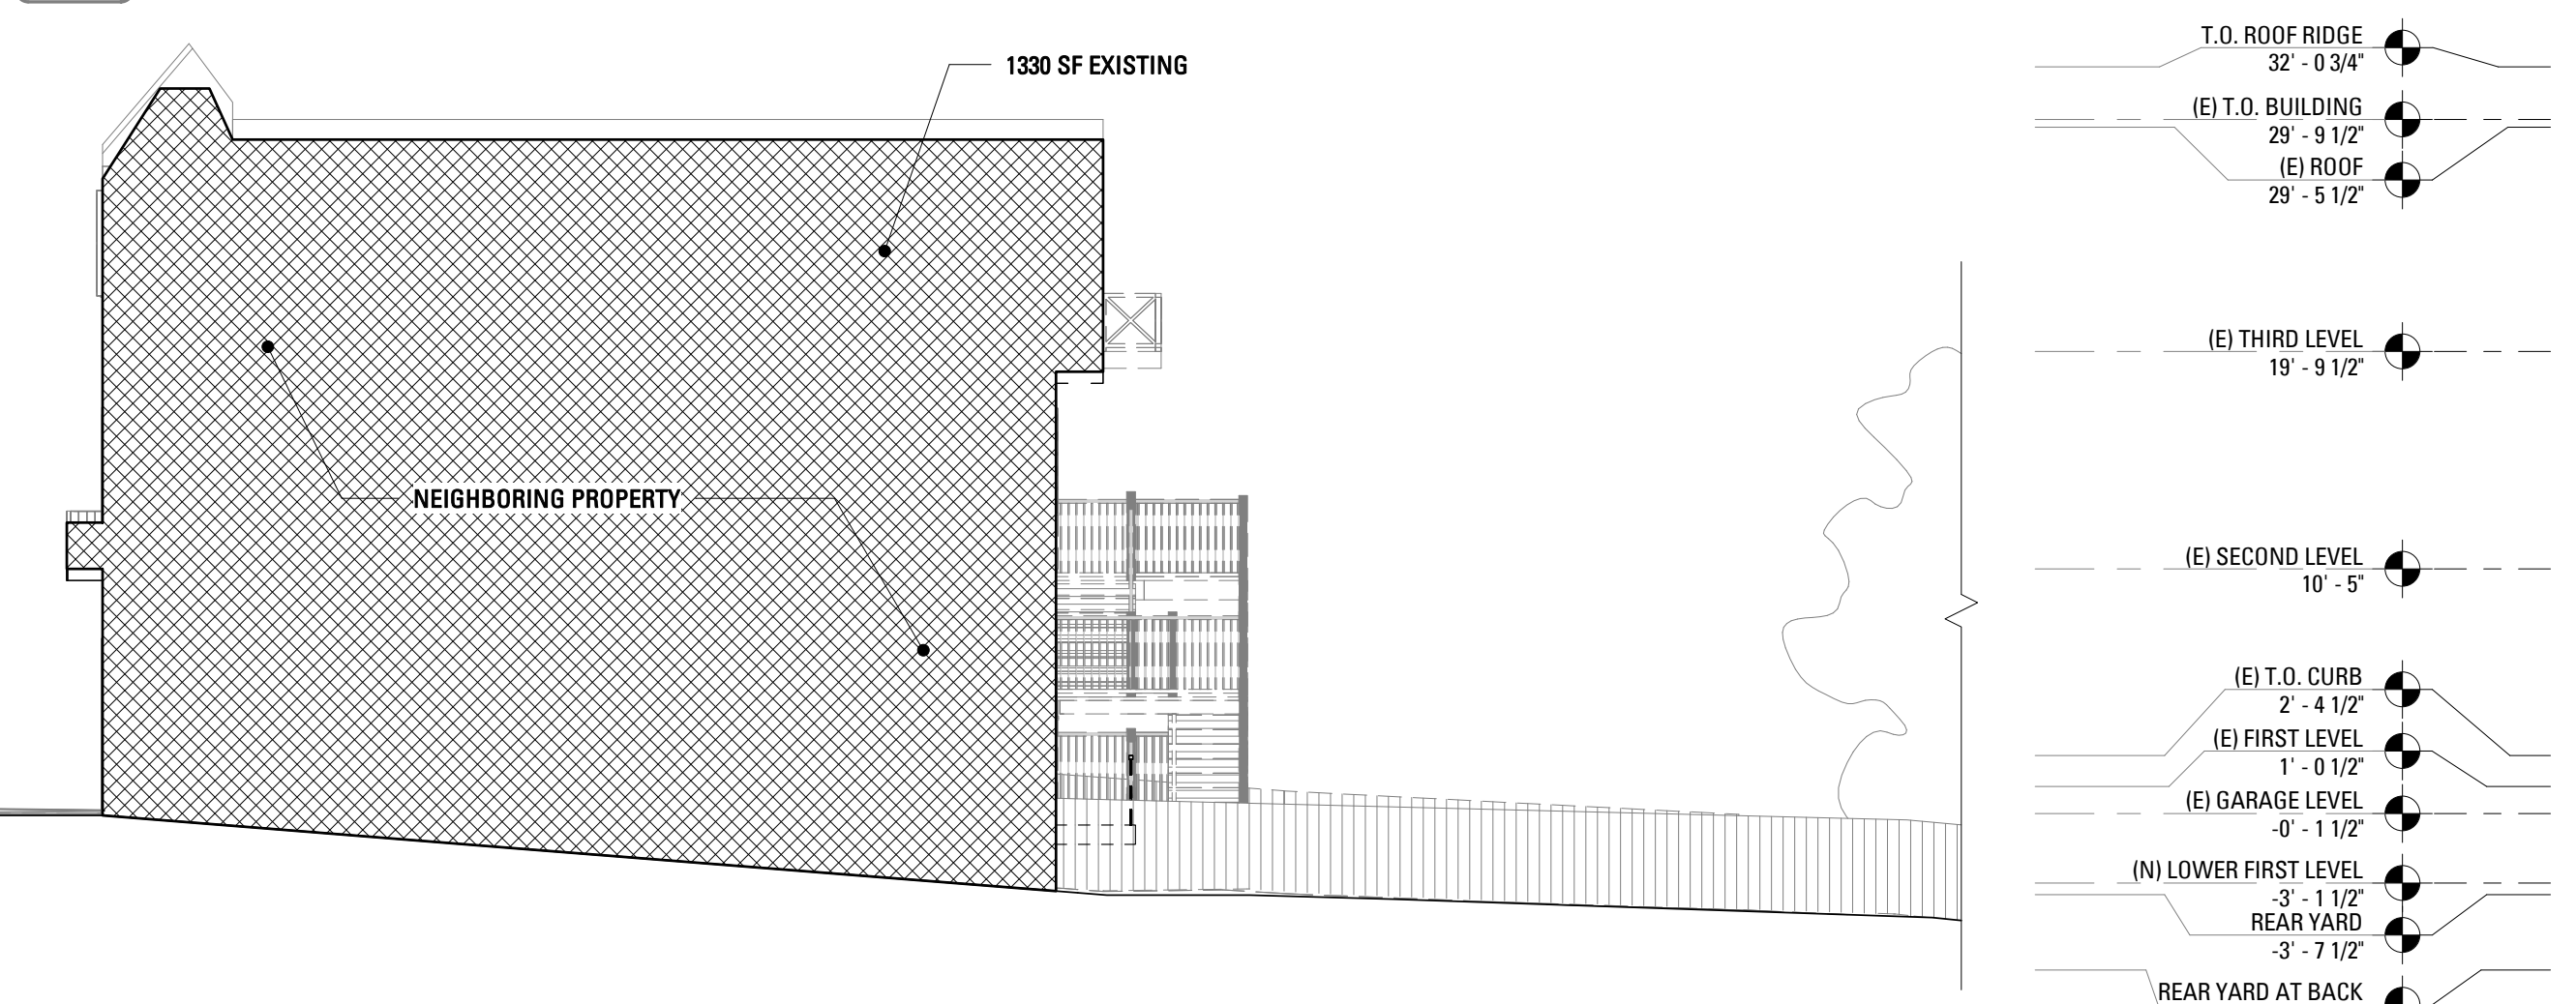 1330 SF EXISTING
NEIGHBORING PROPERTY
T.O. ROOF RIDGE
32' - 0 3/4"
(E) T.O. BUILDING
29' - 9 1/2"
(E) ROOF
29' - 5 1/2"
(E) THIRD LEVEL
19' - 9 1/2"
(E) SECOND LEVEL
10' - 5"
(E) T.O. CURB
2' - 4 1/2"
(E) FIRST LEVEL
1' - 0 1/2"
(E) GARAGE LEVEL
-0' - 1 1/2"
(N) LOWER FIRST LEVEL
-3' - 1 1/2"
REAR YARD
-3' - 7 1/2"
REAR YARD AT BACK